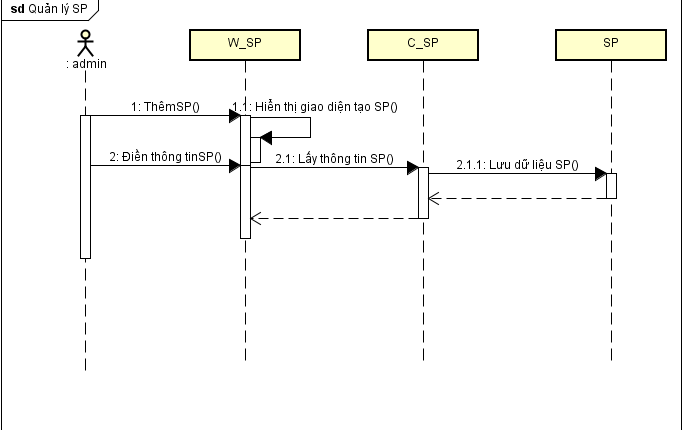 sd Quản lý SP
: admin
W_SP
C_SP
SP
1: ThêmSP()
1.1: Hiển thị giao diện tạo SP()
2: Điền thông tinSP()
2.1: Lấy thông tin SP()
2.1.1: Lưu dữ liệu SP()